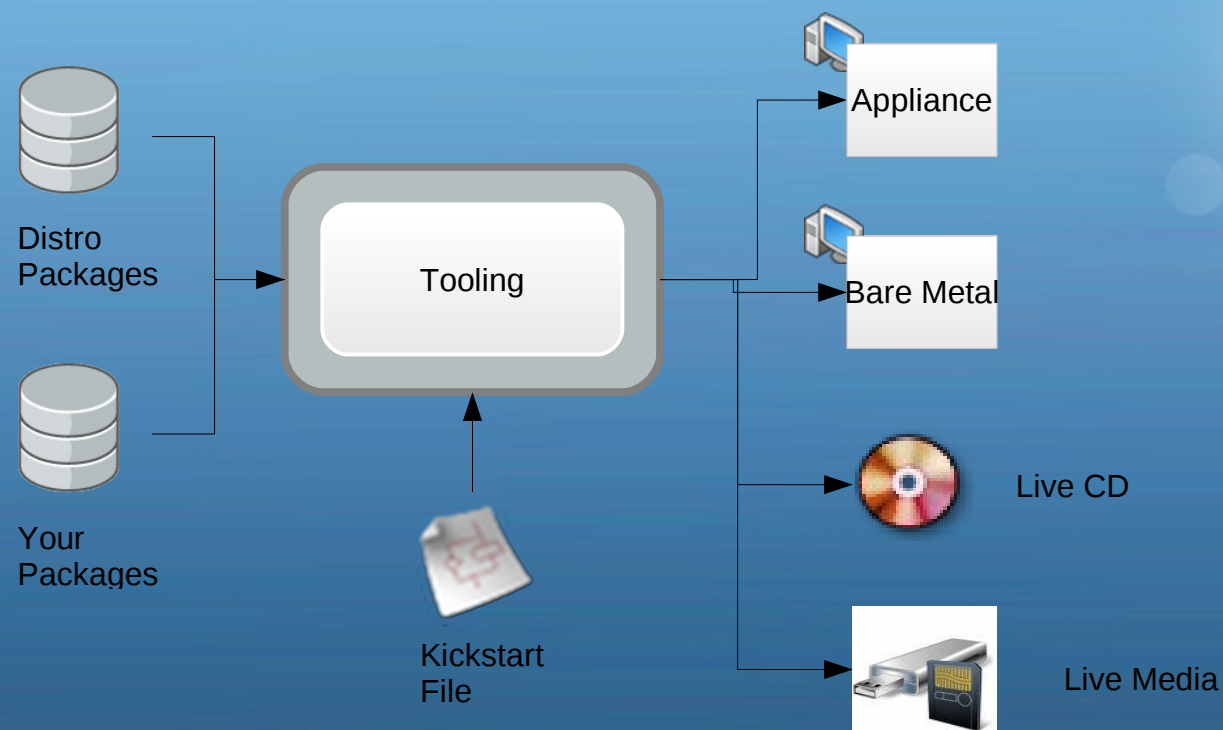 Distro
Packages
Your
Packages
Tooling
Kickstart
File
Appliance
Bare Metal
Live CD
Live Media